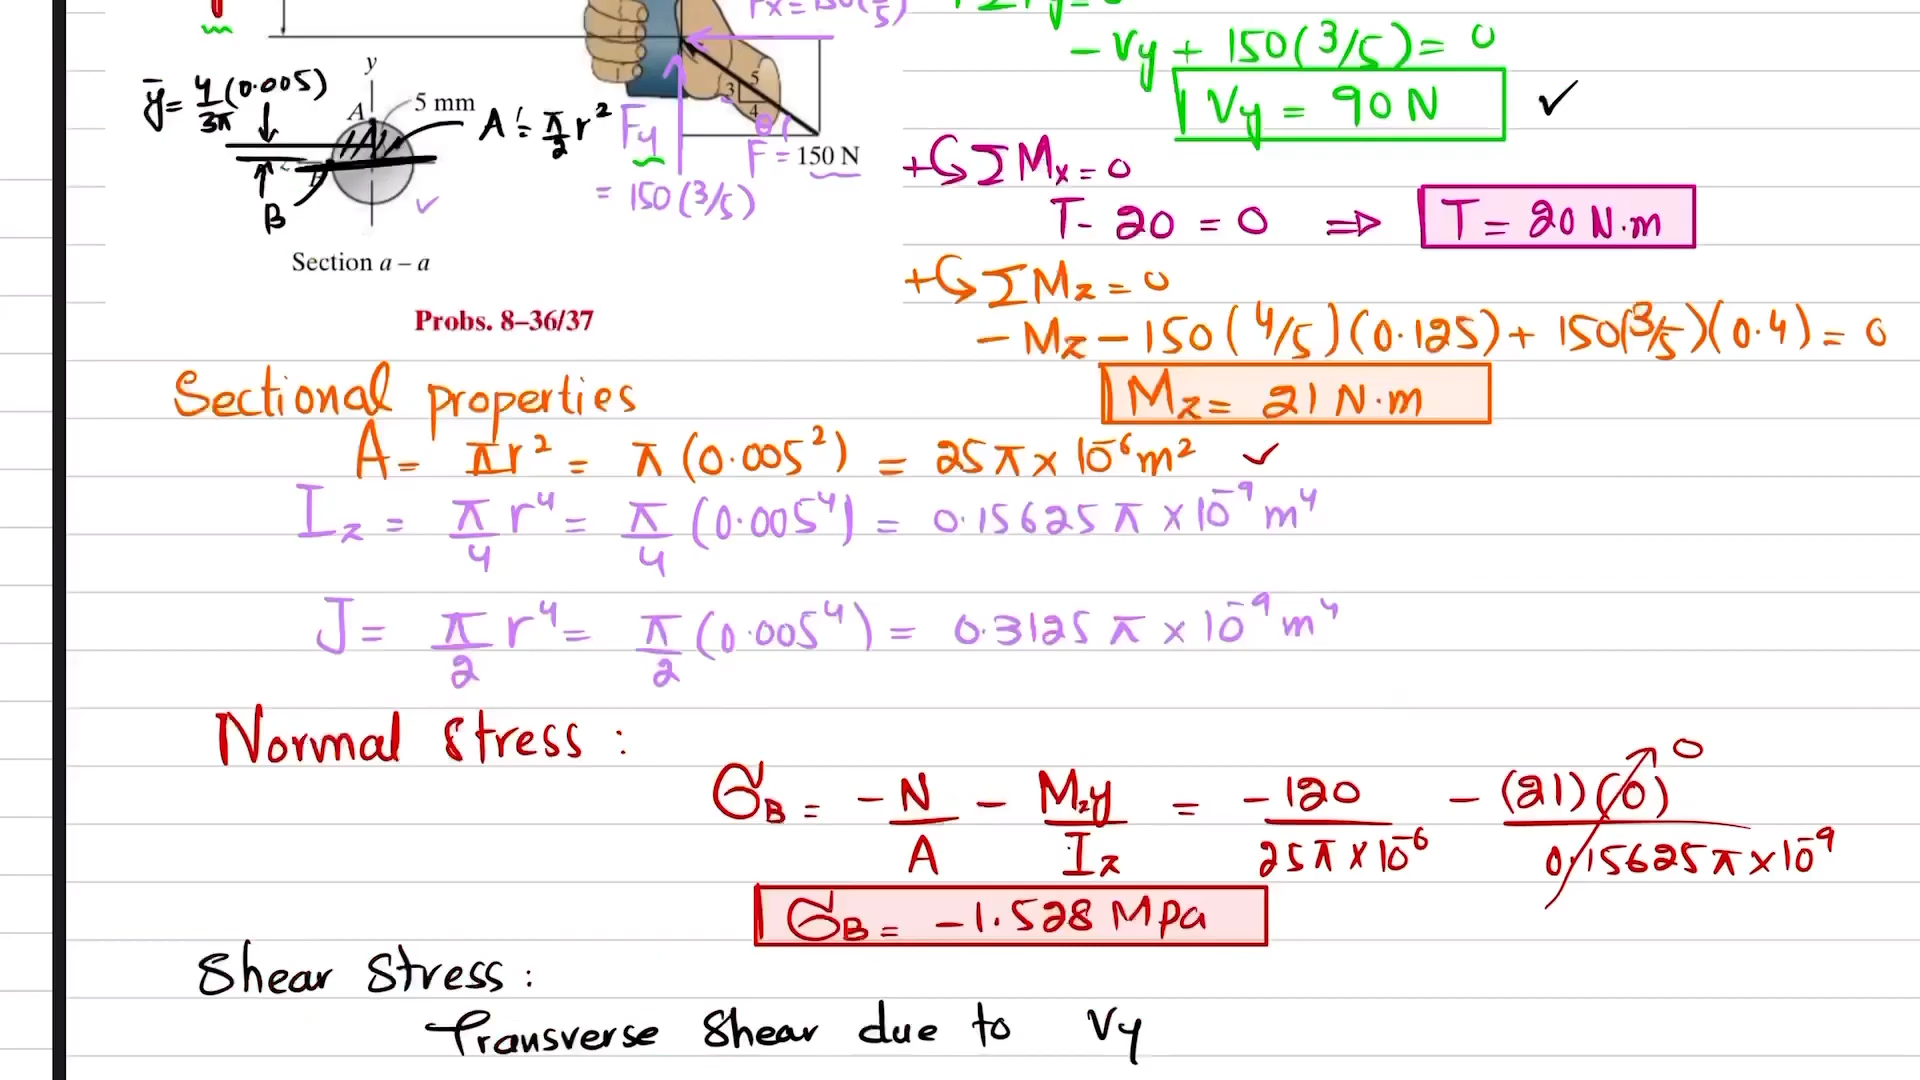 Fx = 150(4/5)
+↑ΣFy = 0
- Vy + 150(3/5) = 0
Vy = 90 N ✓
ȳ = 4/3π (0.005)
y
A
5 mm
A' = π/2 r²
B
Section a – a
Fy
= 150(3/5)
5
3
4
θ
F = 150 N
Probs. 8–36/37
+ ΣMx = 0
T - 20 = 0 ⇒ T = 20 N·m
+ ΣMz = 0
- Mz - 150(4/5)(0.125) + 150(3/5)(0.4) = 0
Mz = 21 N·m
Sectional properties
A = πr² = π(0.005²) = 25π × 10⁻⁶ m² ✓
Iz = π/4 r⁴ = π/4 (0.005⁴) = 0.15625 π × 10⁻⁹ m⁴
J = π/2 r⁴ = π/2 (0.005⁴) = 0.3125 π × 10⁻⁹ m⁴
Normal Stress :
σB = -N/A - Mzy/Iz = -120/25π×10⁻⁶ - (21)(0)/0.15625π×10⁻⁹ 0
σB = -1.528 MPa
Shear Stress :
Transverse Shear due to Vy